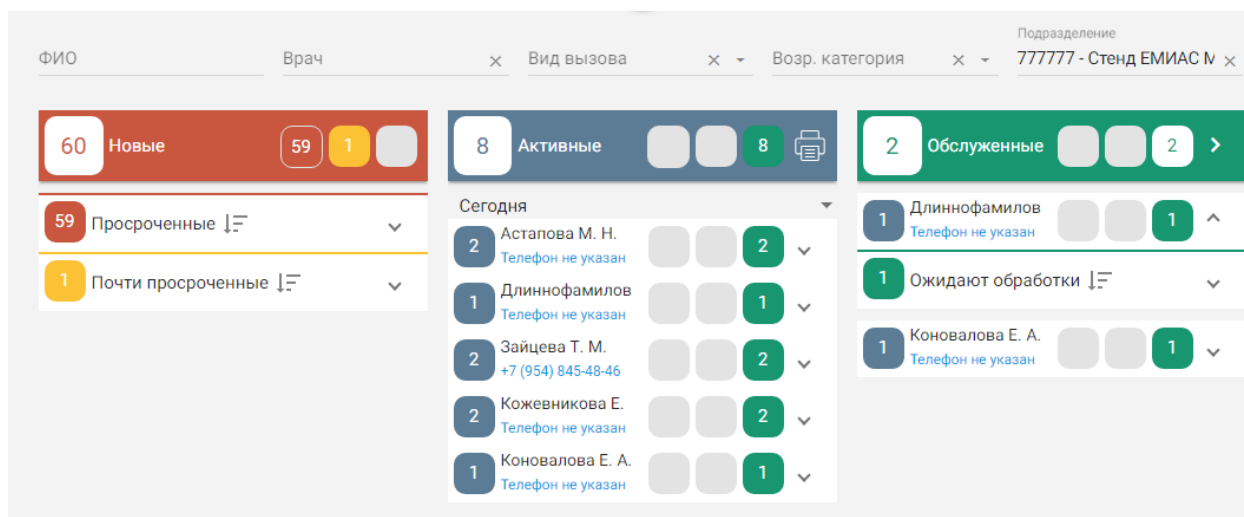 Подразделение
ФИО Врач Вид вызова Возр. категория 777777 - Стенд ЕМИАС М
60 Новые 59 1
59 Просроченные
1 Почти просроченные
8 Активные 8
Сегодня
2 Астапова М. Н. 2
Телефон не указан
1 Длиннофамилов 1
Телефон не указан
2 Зайцева Т. М. 2
+7 (954) 845-48-46
2 Кожевникова Е. 2
Телефон не указан
1 Коновалова Е. А. 1
Телефон не указан
2 Обслуженные 2
1 Длиннофамилов 1
Телефон не указан
1 Ожидают обработки
1 Коновалова Е. А. 1
Телефон не указан